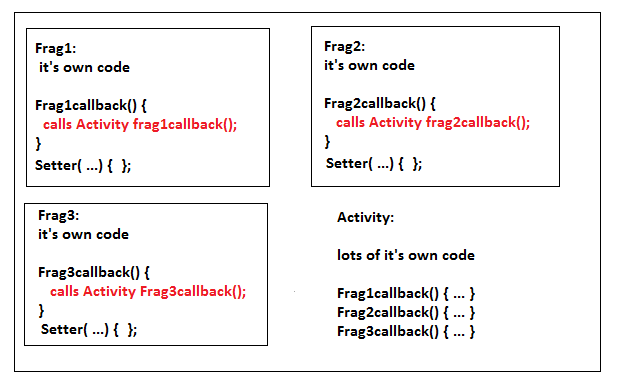 Frag1:
it's own code
Frag1callback() {
calls Activity frag1callback();
}
Setter( ...) { };
Frag2:
it's own code
Frag2callback() {
calls Activity frag2callback();
}
Setter( ...) { };
Frag3:
it's own code
Frag3callback() {
calls Activity Frag3callback();
}
Setter( ...) { };
Activity:
lots of it's own code
Frag1callback() { ... }
Frag2callback() { ... }
Frag3callback() { ... }